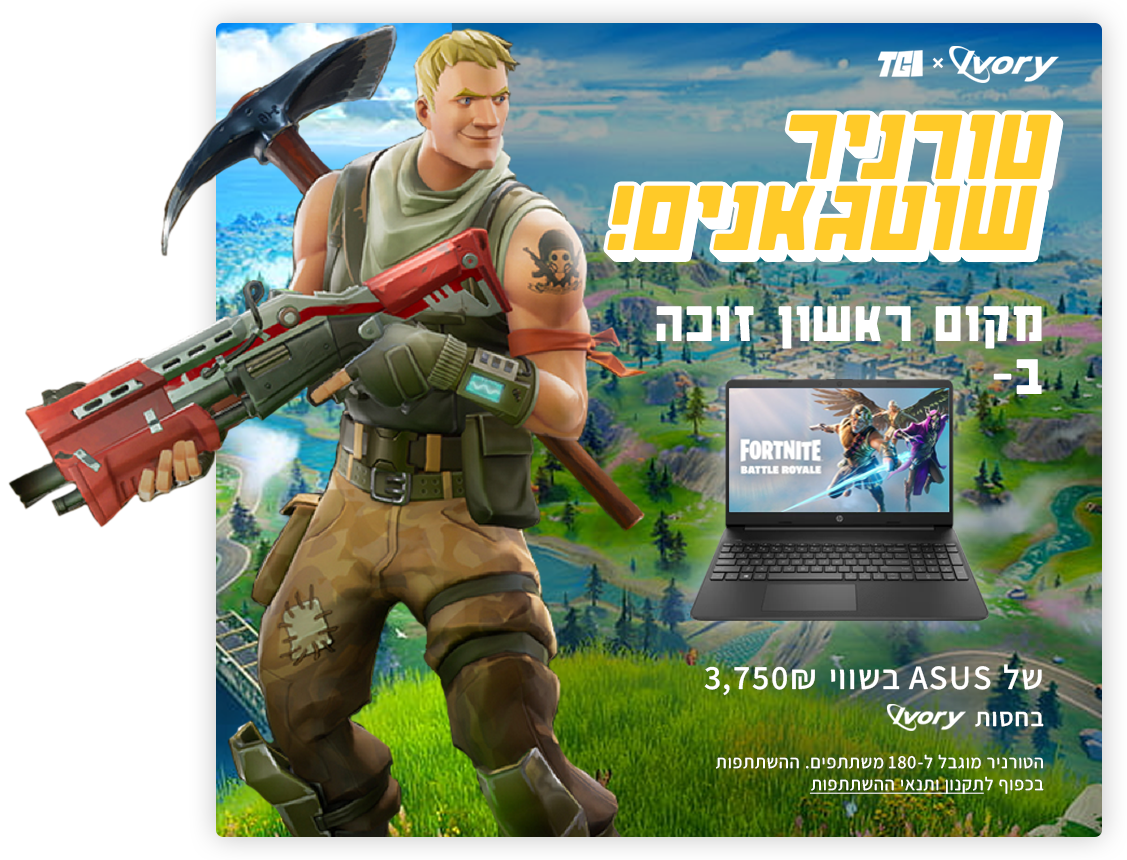 TGI × Ivory
טורניר
שוטגאנים!
מקום ראשון זוכה
ב-
FORTNITE
BATTLE ROYALE
hp
של ASUS בשווי 3,750₪
בחסות Ivory
הטורניר מוגבל ל-180 משתתפים. ההשתתפות
בכפוף לתקנון ותנאי ההשתתפות